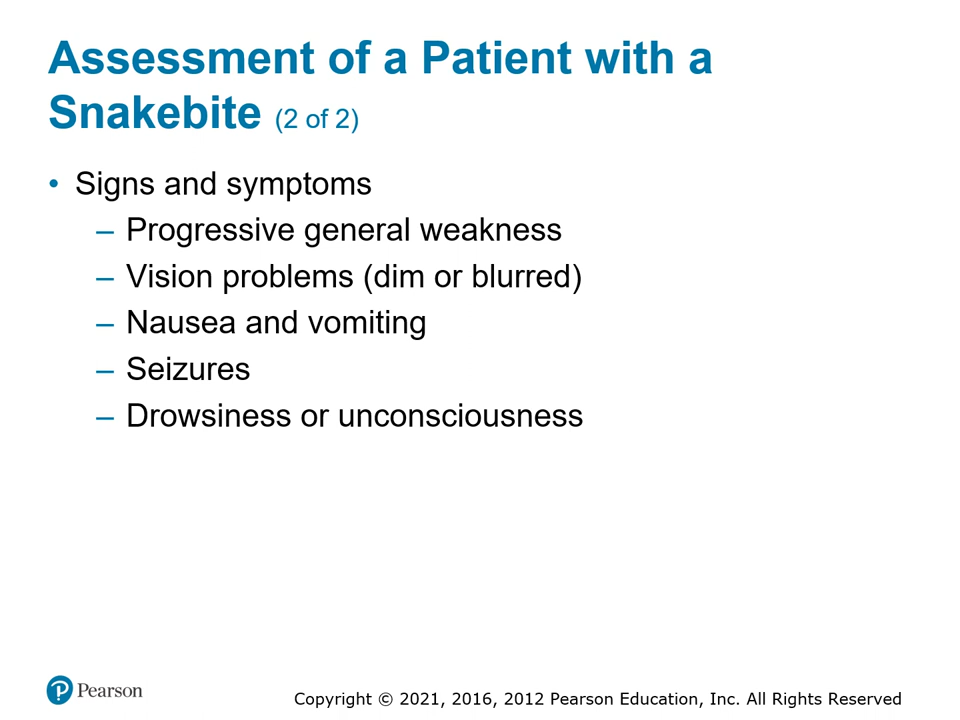 Assessment of a Patient with a
Snakebite (2 of 2)
• Signs and symptoms
– Progressive general weakness
– Vision problems (dim or blurred)
– Nausea and vomiting
– Seizures
– Drowsiness or unconsciousness
Pearson
Copyright © 2021, 2016, 2012 Pearson Education, Inc. All Rights Reserved